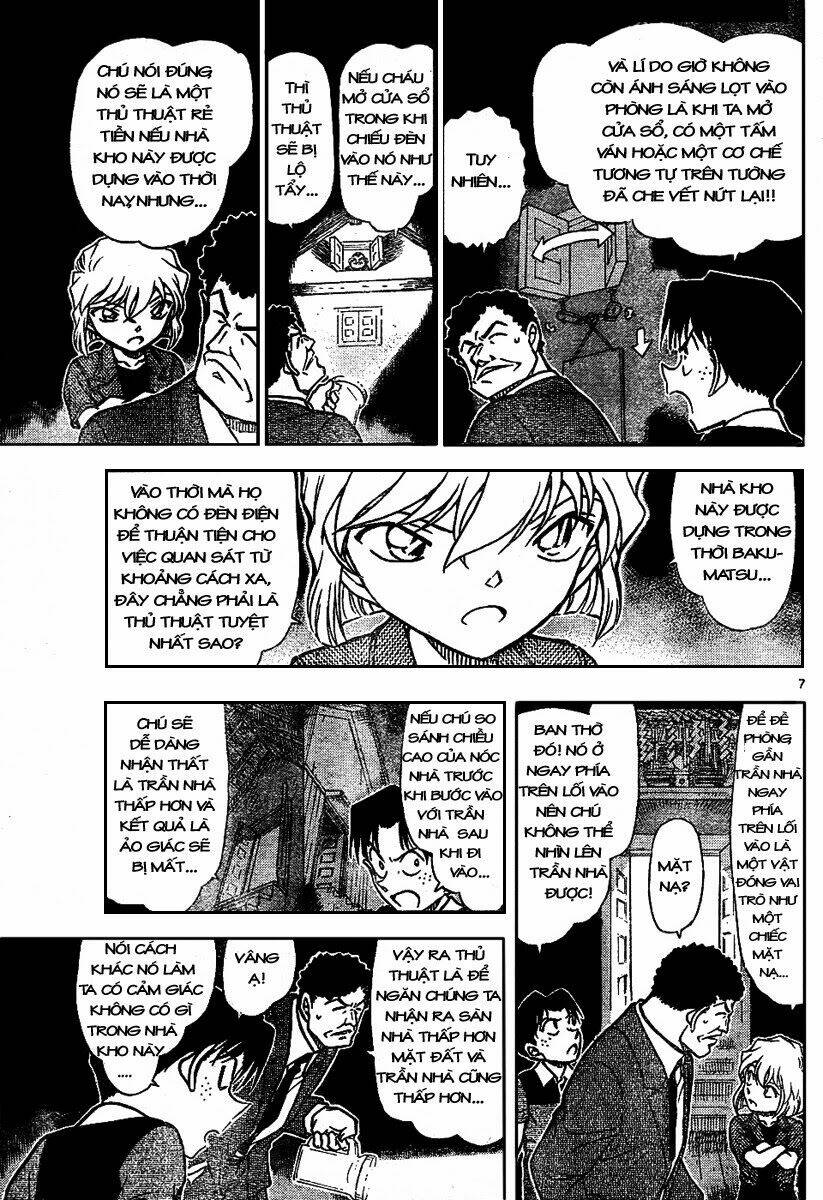 VÀ LÍ DO GIỜ KHÔNG
CÒN ÁNH SÁNG LỌT VÀO
PHÒNG LÀ KHI TA MỞ
CỬA SỔ, CÓ MỘT TẤM
VÁN HOẶC MỘT CƠ CHẾ
TƯƠNG TỰ TRÊN TƯỜNG
ĐÃ CHE VẾT NỨT LẠI!!
TUY
NHIÊN...
NẾU CHÁU
MỞ CỬA SỔ
TRONG KHI
CHIẾU ĐÈN
VÀO NÓ NHƯ
THẾ NÀY...
THÌ
THỦ
THUẬT
SẼ BỊ
LỘ
TẨY...
CHÚ NÓI ĐÚNG,
NÓ SẼ LÀ MỘT
THỦ THUẬT RẺ
TIỀN NẾU NHÀ
KHO NÀY ĐƯỢC
DỰNG VÀO THỜI
NAY, NHƯNG...
NHÀ KHO
NÀY ĐƯỢC
DỰNG TRONG
THỜI BAKU-
MATSU...
VÀO THỜI MÀ HỌ
KHÔNG CÓ ĐÈN ĐIỆN
ĐỂ THUẬN TIỆN CHO
VIỆC QUAN SÁT TỪ
KHOẢNG CÁCH XA,
ĐÂY CHẲNG PHẢI LÀ
THỦ THUẬT TUYỆT
NHẤT SAO?
7
ĐỂ ĐỀ
PHÒNG,
GẦN
TRẦN NHÀ
NGAY
PHÍA
TRÊN LỐI
VÀO LÀ
MỘT VẬT
ĐÓNG VAI
TRÒ NHƯ
MỘT
CHIẾC
MẶT
NẠ...
MẶT
NẠ?
BAN THỜ
ĐÓ! NÓ Ở
NGAY PHÍA
TRÊN LỐI VÀO
NÊN CHÚ
KHÔNG THỂ
NHÌN LÊN
TRẦN NHÀ
ĐƯỢC!
NẾU CHÚ SO
SÁNH CHIỀU
CAO CỦA NÓC
NHÀ TRƯỚC
KHI BƯỚC VÀO
VỚI TRẦN
NHÀ SAU
KHI ĐI
VÀO...
CHÚ SẼ
DỄ DÀNG
NHẬN THẤT
LÀ TRẦN NHÀ
THẤP HƠN VÀ
KẾT QUẢ LÀ
ẢO GIÁC SẼ
BỊ MẤT...
VẬY RA THỦ
THUẬT LÀ ĐỂ
NGĂN CHÚNG TA
NHẬN RA SÀN
NHÀ THẤP HƠN
MẶT ĐẤT VÀ
TRẦN NHÀ CŨNG
THẤP HƠN...
VÂNG
Ạ!
NÓI CÁCH
KHÁC NÓ LÀM
TA CÓ CẢM GIÁC
KHÔNG CÓ GÌ
TRONG NHÀ
KHO NÀY
....